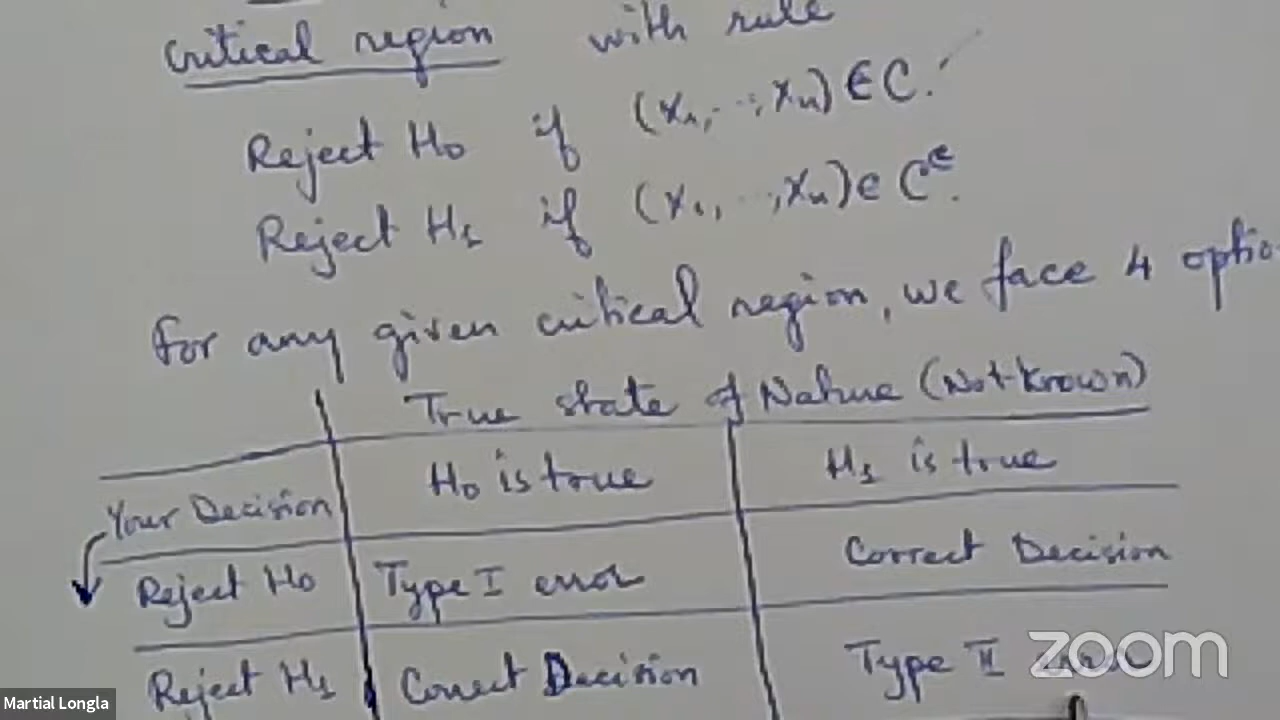 critical region with rule
Reject H₀ if (X₁,...,Xₙ) ∈ C.
Reject H₁ if (X₁,...,Xₙ) ∈ Cᶜ.
For any given critical region, we face 4 optio
True state of Nature (Not Known)
Your Decision H₀ is true H₁ is true
Reject H₀ Type I error Correct Decision
Reject H₁ Correct Decision Type II error
zoom
Martial Longla